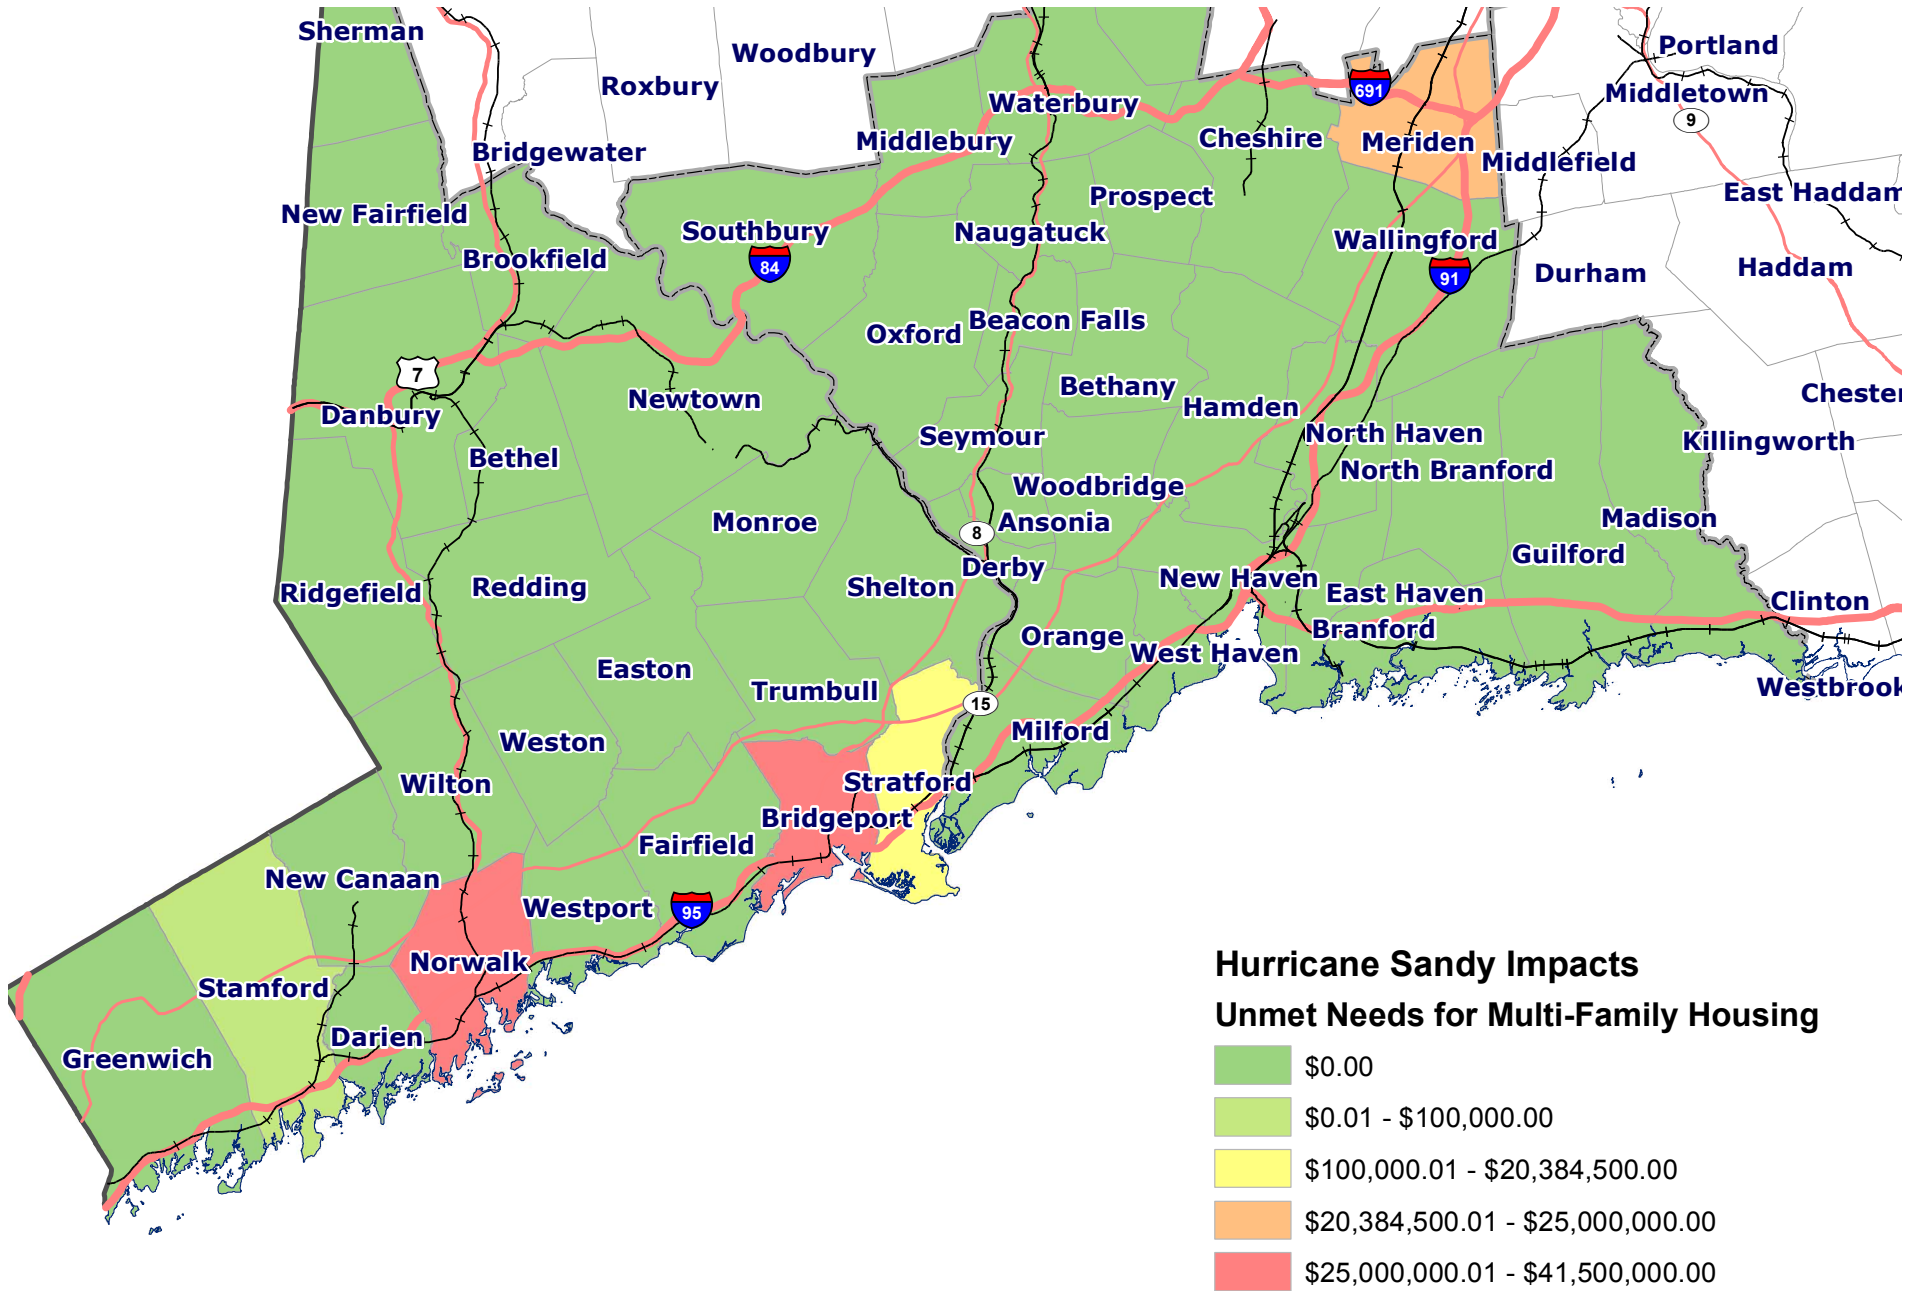 Sherman
Woodbury
Portland
Roxbury
691
Middletown
Waterbury
9
Middlebury
Cheshire
Meriden
Bridgewater
Middlefield
East Haddam
Prospect
New Fairfield
Southbury
Naugatuck
Wallingford
Brookfield
84
91
Durham
Haddam
Oxford
Beacon Falls
7
Bethany
Chester
Newtown
Hamden
Danbury
Seymour
North Haven
Killingworth
Bethel
North Branford
Woodbridge
Monroe
Ansonia
Madison
8
Guilford
Derby
New Haven
Ridgefield
Redding
Shelton
East Haven
Clinton
Orange
Branford
West Haven
Easton
Trumbull
Westbrook
15
Milford
Weston
Wilton
Stratford
Bridgeport
Fairfield
New Canaan
Westport
95
Norwalk
Stamford
Darien
Greenwich
Hurricane Sandy Impacts
Unmet Needs for Multi-Family Housing
$0.00
$0.01 - $100,000.00
$100,000.01 - $20,384,500.00
$20,384,500.01 - $25,000,000.00
$25,000,000.01 - $41,500,000.00